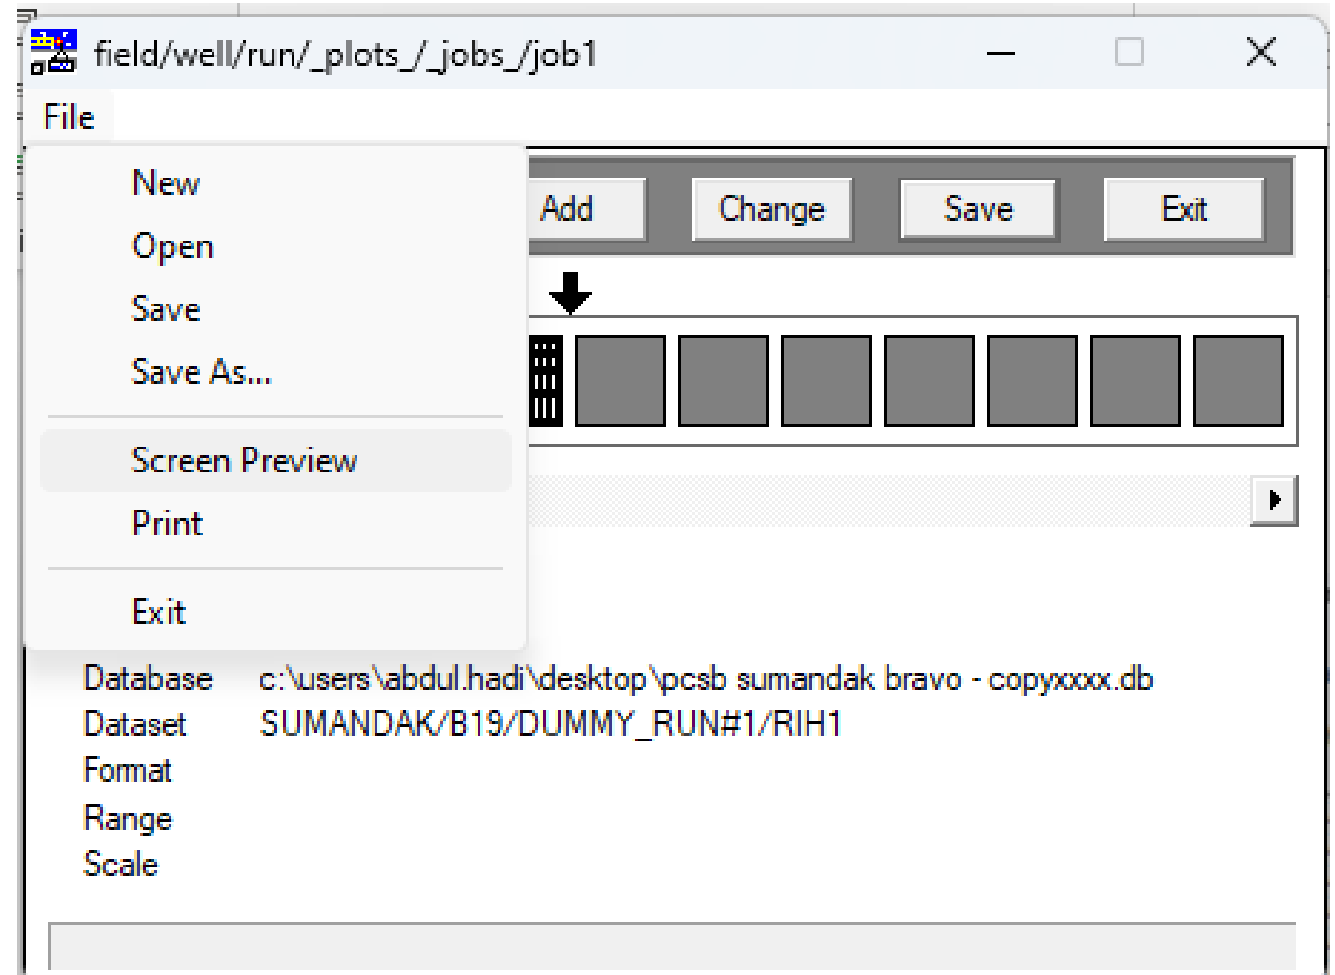 field/well/run/_plots_/_jobs_/job1
File
New
Open
Save
Save As...
Screen Preview
Print
Exit
Add Change Save Exit
Database c:\users\abdul.hadi\desktop\pcsb sumandak bravo - copyxxxx.db
Dataset SUMANDAK/B19/DUMMY_RUN#1/RIH1
Format
Range
Scale